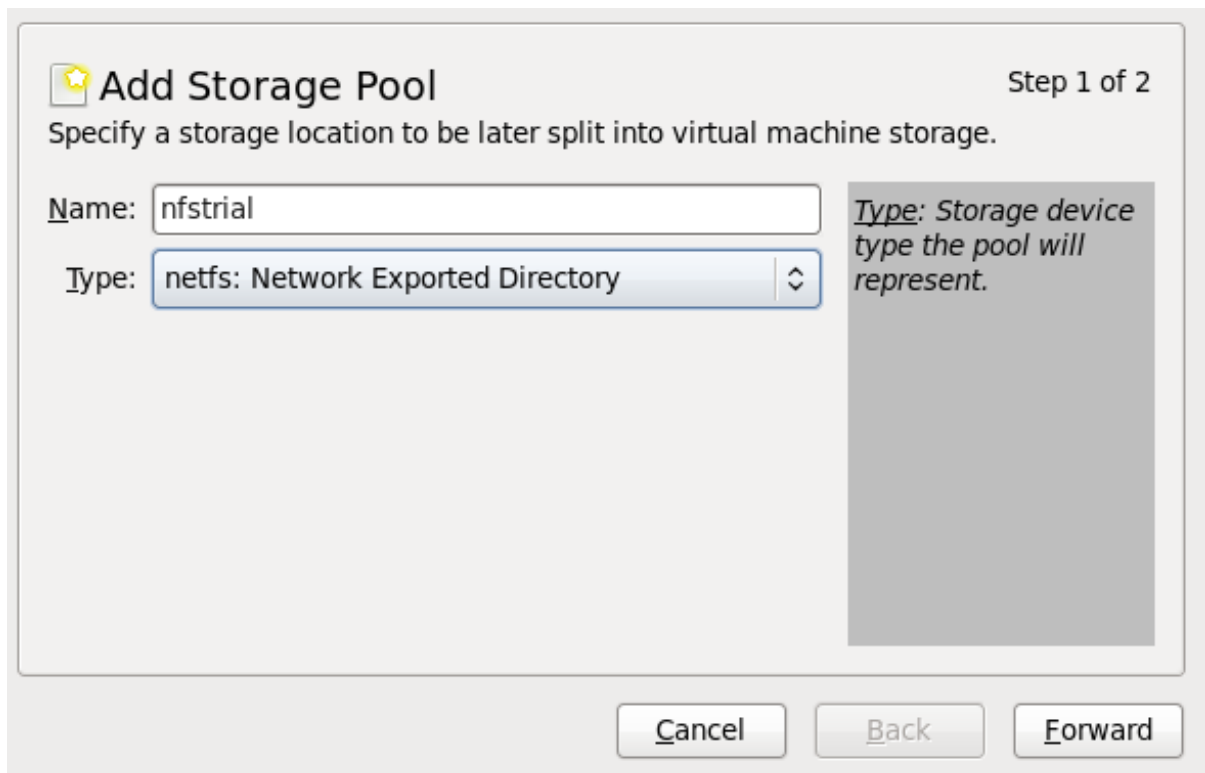 Add Storage Pool
Step 1 of 2
Specify a storage location to be later split into virtual machine storage.
Name: nfstrial
Type: netfs: Network Exported Directory
Type: Storage device
type the pool will
represent.
Cancel
Back
Forward